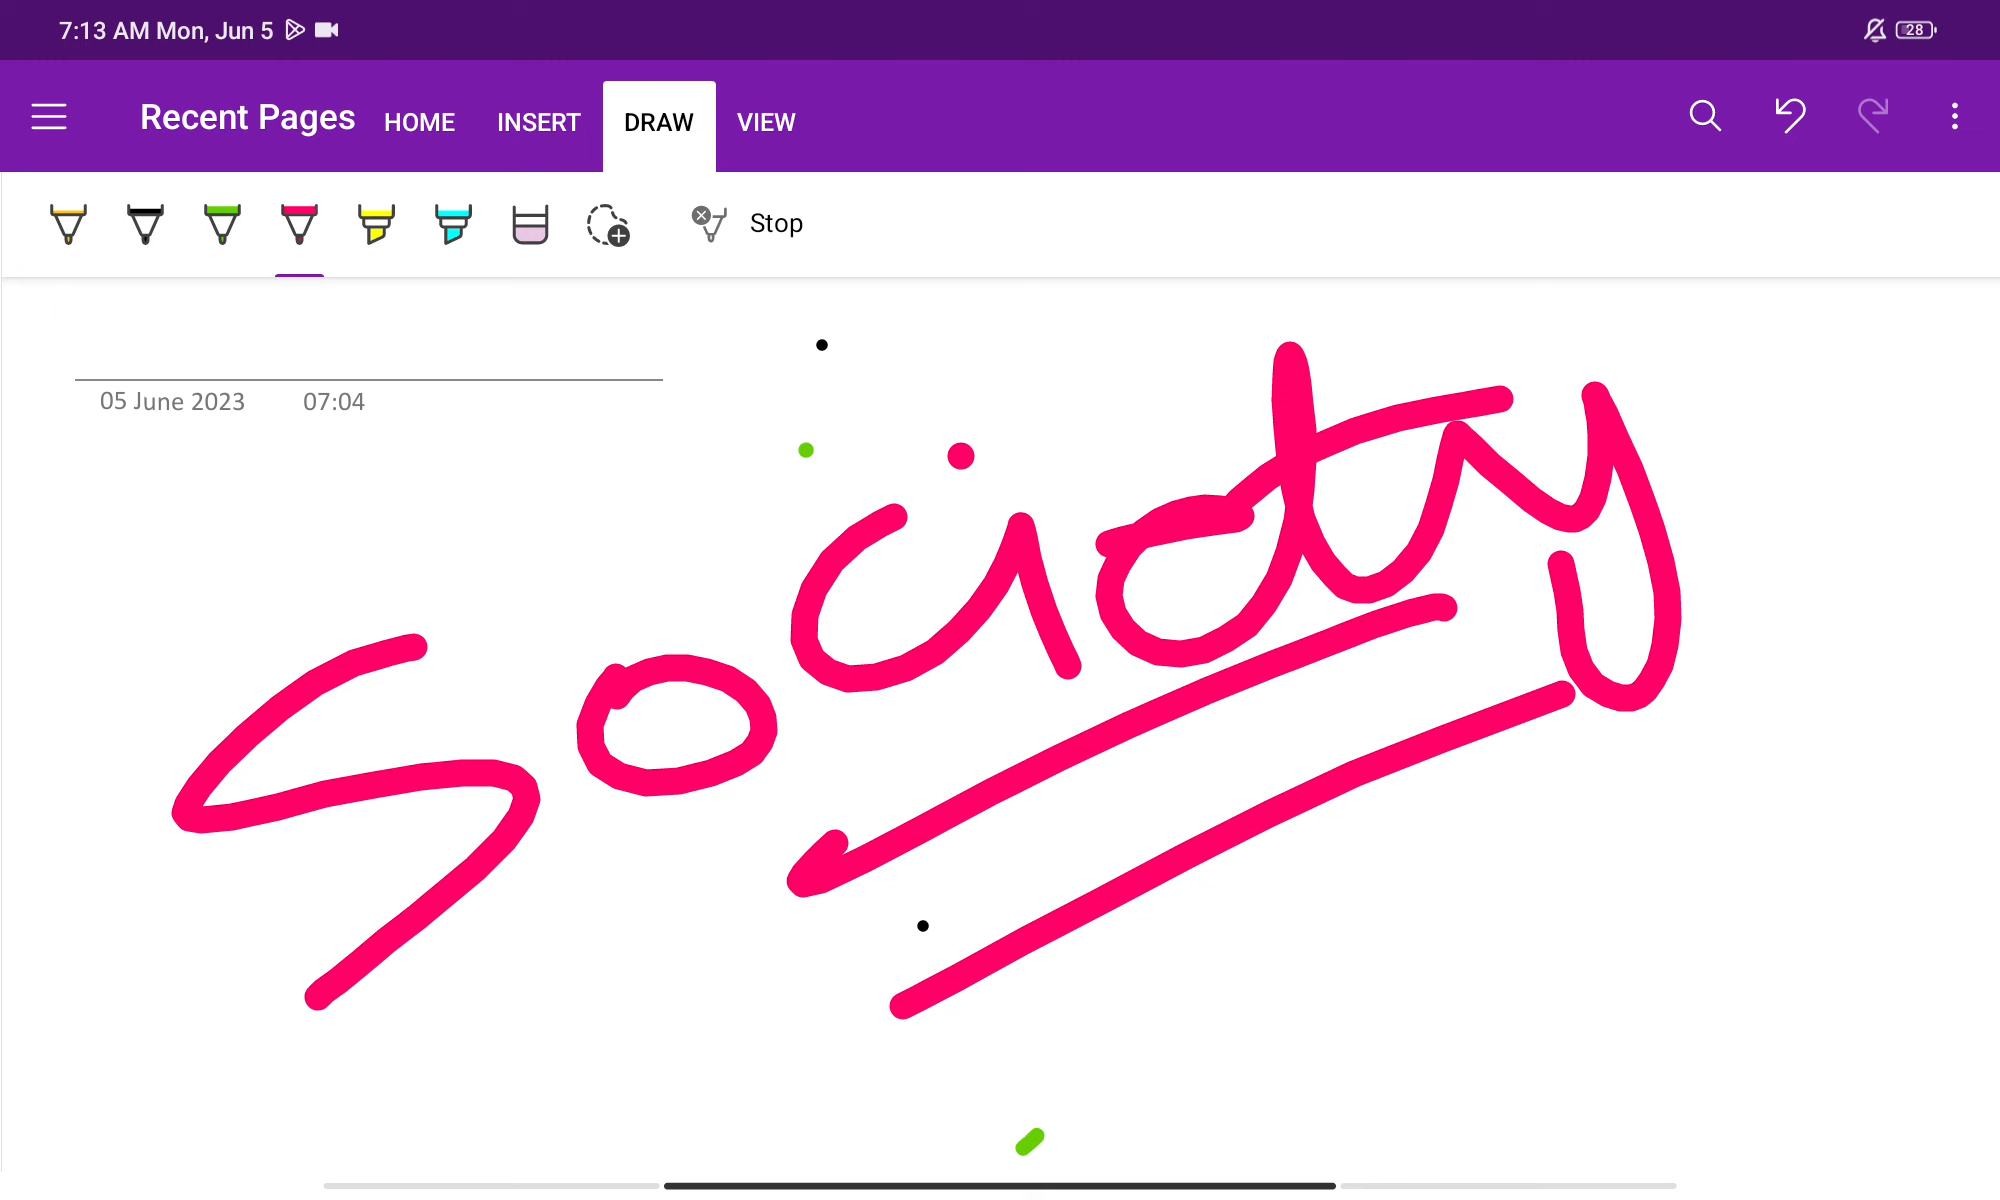 7:13 AM Mon, Jun 5 28
Recent Pages HOME INSERT DRAW VIEW
Stop
05 June 2023 07:04
Society